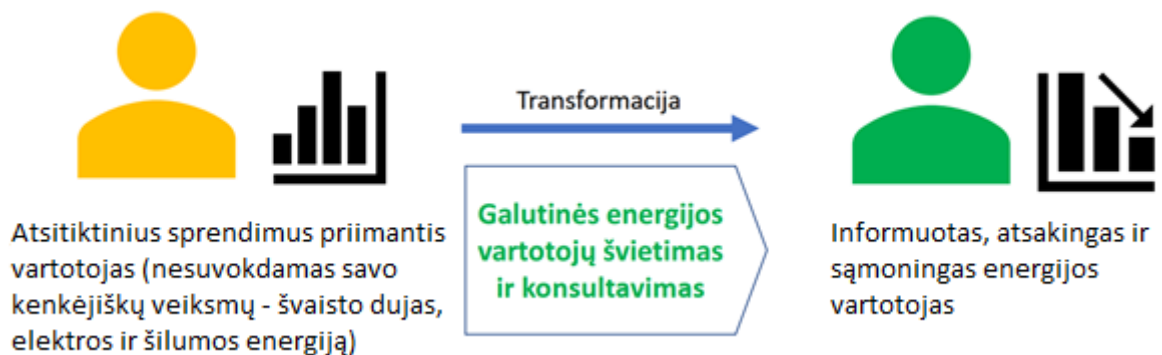 Atsitiktinius sprendimus priimantis
vartotojas (nesuvokdamas savo
kenkėjiškų veiksmų - švaisto dujas,
elektros ir šilumos energiją)
Transformacija
Galutinės energijos
vartotojų švietimas
ir konsultavimas
Informuotas, atsakingas ir
sąmoningas energijos
vartotojas